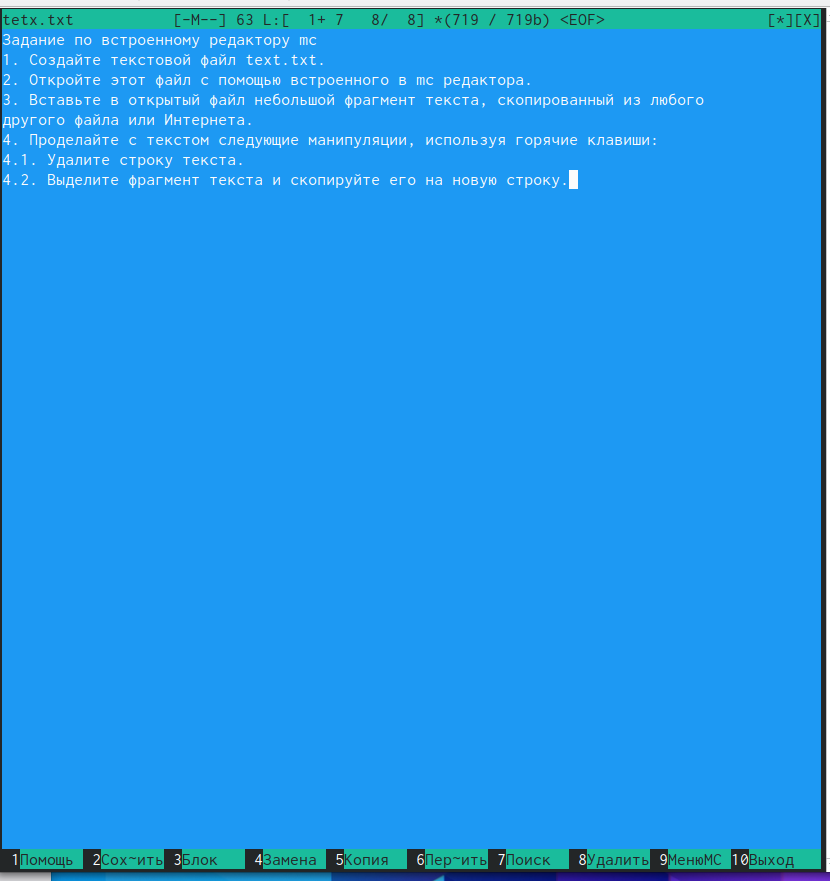 tetx.txt [-M--] 63 L:[ 1+ 7 8/ 8] *(719 / 719b) <EOF> [*][X]
Задание по встроенному редактору mc
1. Создайте текстовой файл text.txt.
2. Откройте этот файл с помощью встроенного в mc редактора.
3. Вставьте в открытый файл небольшой фрагмент текста, скопированный из любого
другого файла или Интернета.
4. Проделайте с текстом следующие манипуляции, используя горячие клавиши:
4.1. Удалите строку текста.
4.2. Выделите фрагмент текста и скопируйте его на новую строку.
1Помощь 2Сох~ить 3Блок 4Замена 5Копия 6Пер~ить 7Поиск 8Удалить 9МенюМС 10Выход